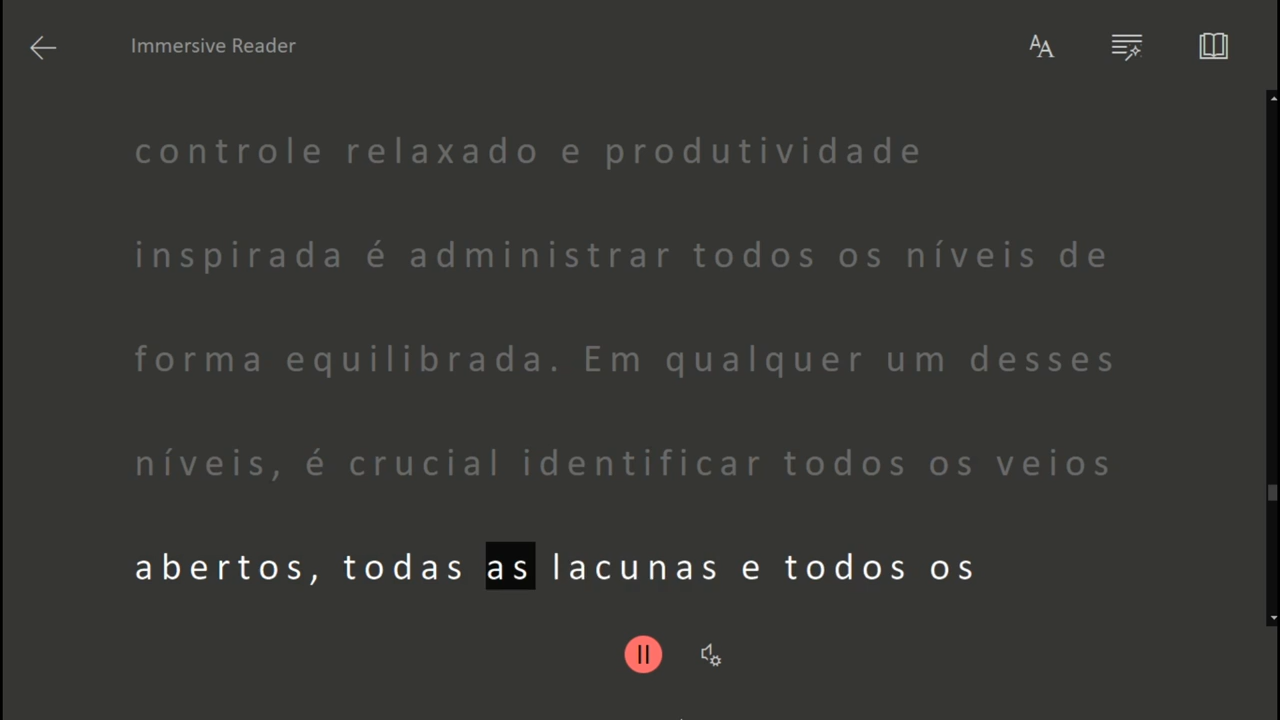 Immersive Reader
controle relaxado e produtividade
inspirada é administrar todos os níveis de
forma equilibrada. Em qualquer um desses
níveis, é crucial identificar todos os veios
abertos, todas as lacunas e todos os